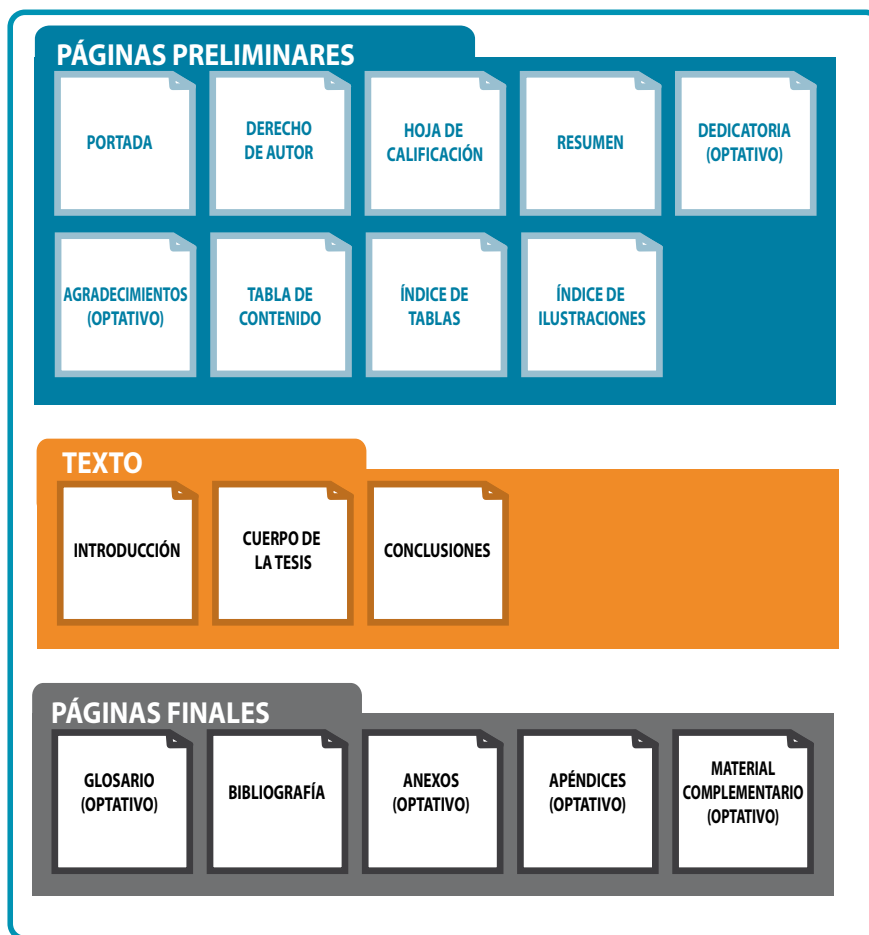 PÁGINAS PRELIMINARES
PORTADA
DERECHO
DE AUTOR
HOJA DE
CALIFICACIÓN
RESUMEN
DEDICATORIA
(OPTATIVO)
AGRADECIMIENTOS
(OPTATIVO)
TABLA DE
CONTENIDO
ÍNDICE DE
TABLAS
ÍNDICE DE
ILUSTRACIONES
TEXTO
INTRODUCCIÓN
CUERPO DE
LA TESIS
CONCLUSIONES
PÁGINAS FINALES
GLOSARIO
(OPTATIVO)
BIBLIOGRAFÍA
ANEXOS
(OPTATIVO)
APÉNDICES
(OPTATIVO)
MATERIAL
COMPLEMENTARIO
(OPTATIVO)